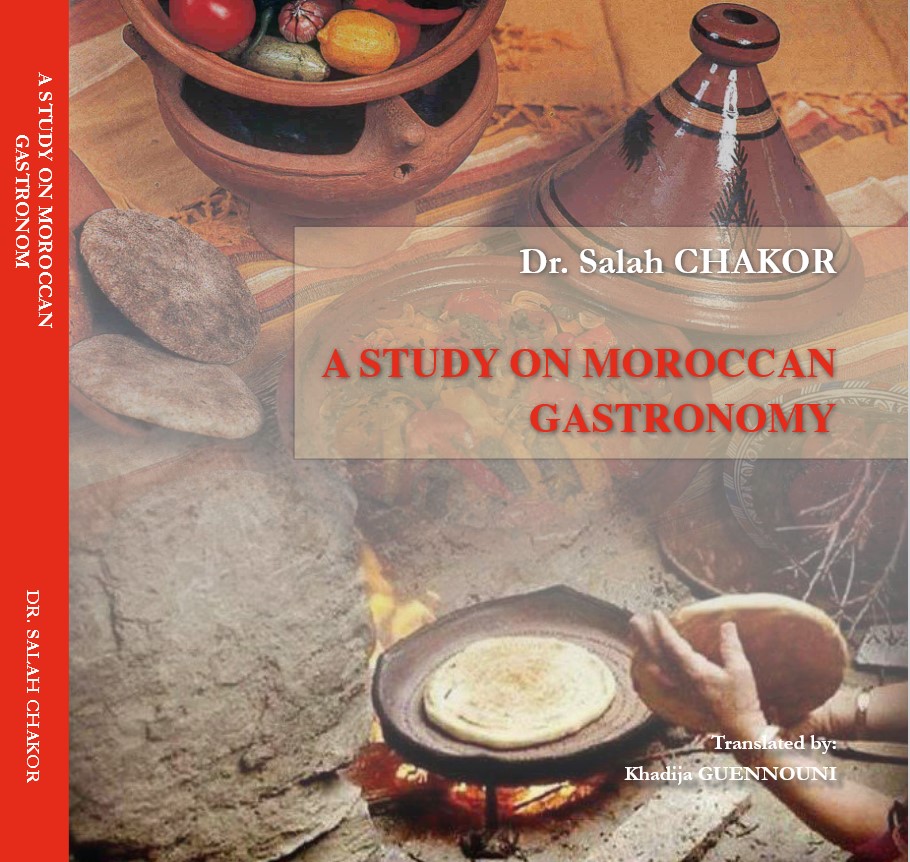 A STUDY ON MOROCCAN
GASTRONOM
DR. SALAH CHAKOR
Dr. Salah CHAKOR
A STUDY ON MOROCCAN
GASTRONOMY
Translated by:
Khadija GUENNOUNI